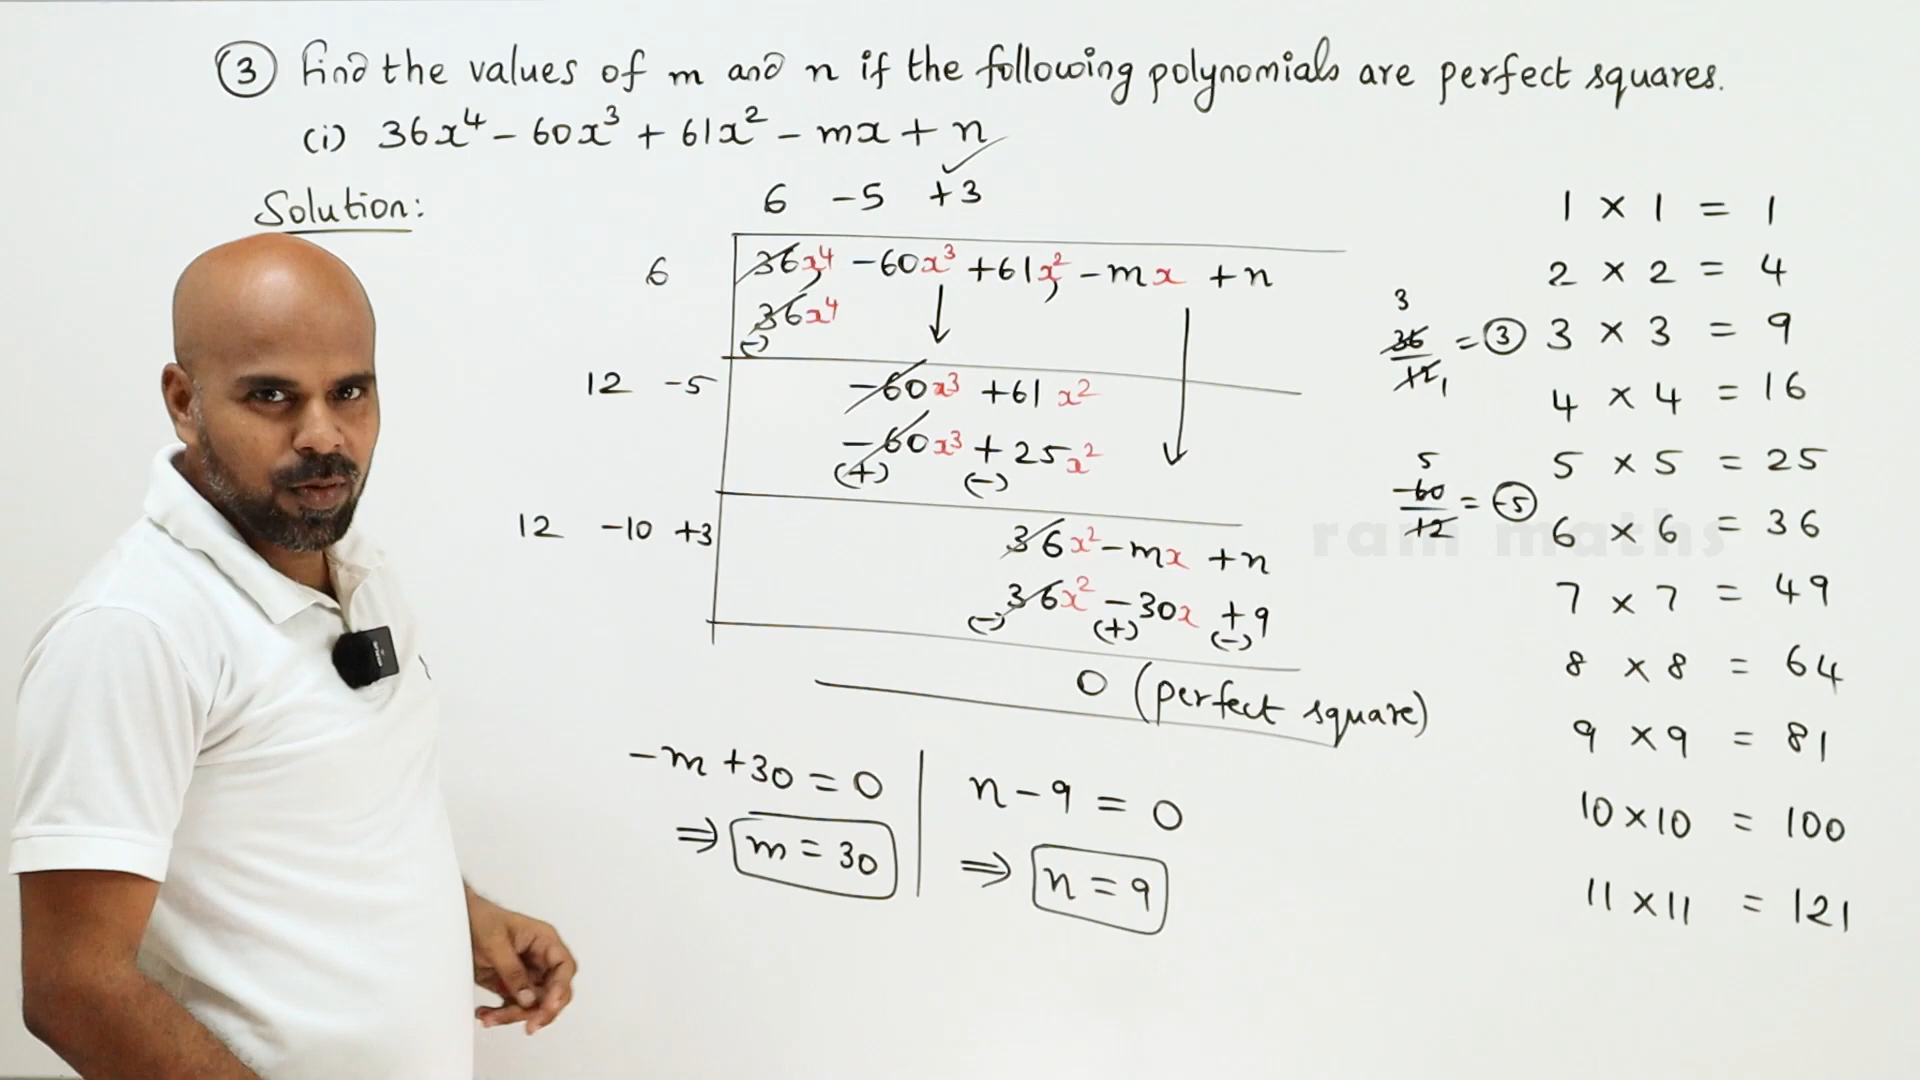 ③ Find the values of m and n if the following polynomials are perfect squares.
(i) 36x⁴ - 60x³ + 61x² - mx + n
Solution:
6 -5 +3
6 36x⁴ -60x³ +61x² -mx +n
36x⁴
(-)
12 -5 -60x³ +61x²
-60x³ +25x²
(+) (-)
12 -10 +3 36x² -mx +n
36x² -30x +9
(-) (+) (-)
0 (perfect square)
-m +30 = 0
⇒ m = 30
n - 9 = 0
⇒ n = 9
3
36/12 1 = ③
5
-60/12 = -5
1 × 1 = 1
2 × 2 = 4
3 × 3 = 9
4 × 4 = 16
5 × 5 = 25
6 × 6 = 36
7 × 7 = 49
8 × 8 = 64
9 × 9 = 81
10 × 10 = 100
11 × 11 = 121
ram maths